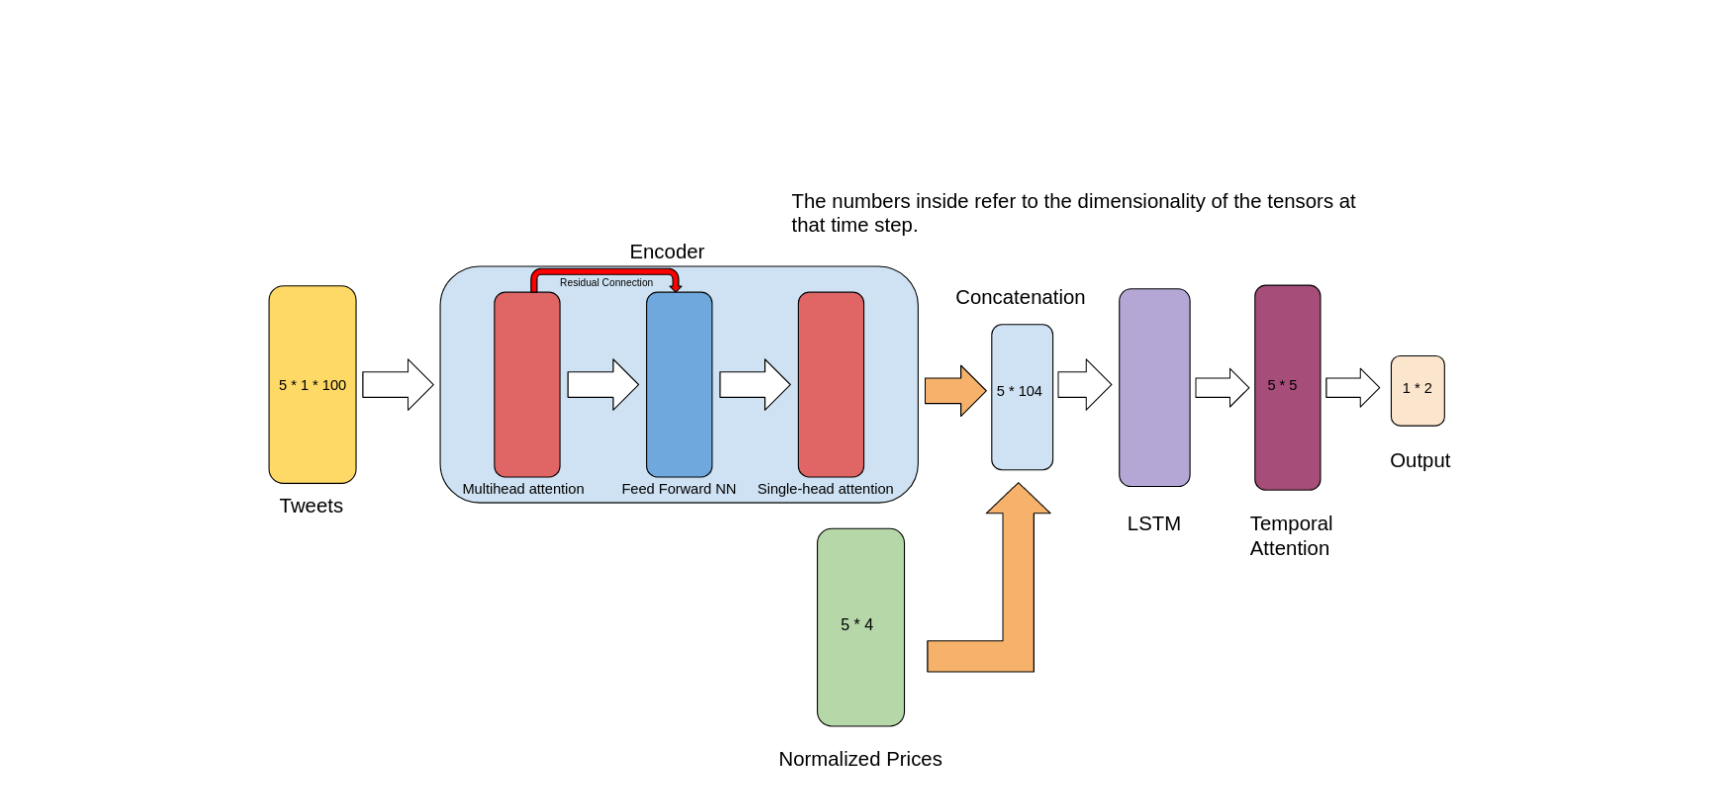 The numbers inside refer to the dimensionality of the tensors at
that time step.
Encoder
Residual Connection
Concatenation
5 * 1 * 100
5 * 104
5 * 5
1 * 2
Multihead attention
Feed Forward NN
Single-head attention
Tweets
LSTM
Temporal
Attention
Output
5 * 4
Normalized Prices